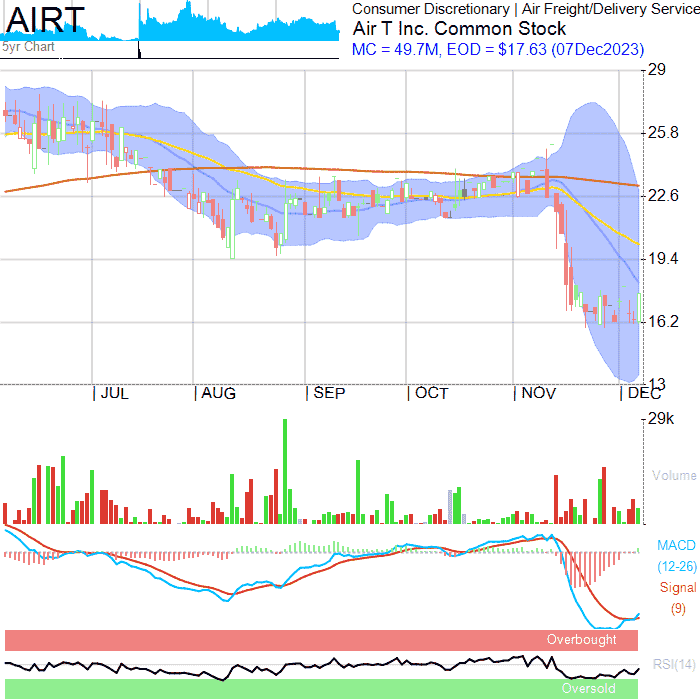 AIRT
5yr Chart
Consumer Discretionary | Air Freight/Delivery Service
Air T Inc. Common Stock
MC = 49.7M, EOD = $17.63 (07Dec2023)
29
25.8
22.6
19.4
16.2
13
| JUL
| AUG
| SEP
| OCT
| NOV
| DEC
29k
Volume
MACD
(12-26)
Signal
(9)
Overbought
RSI(14)
Oversold